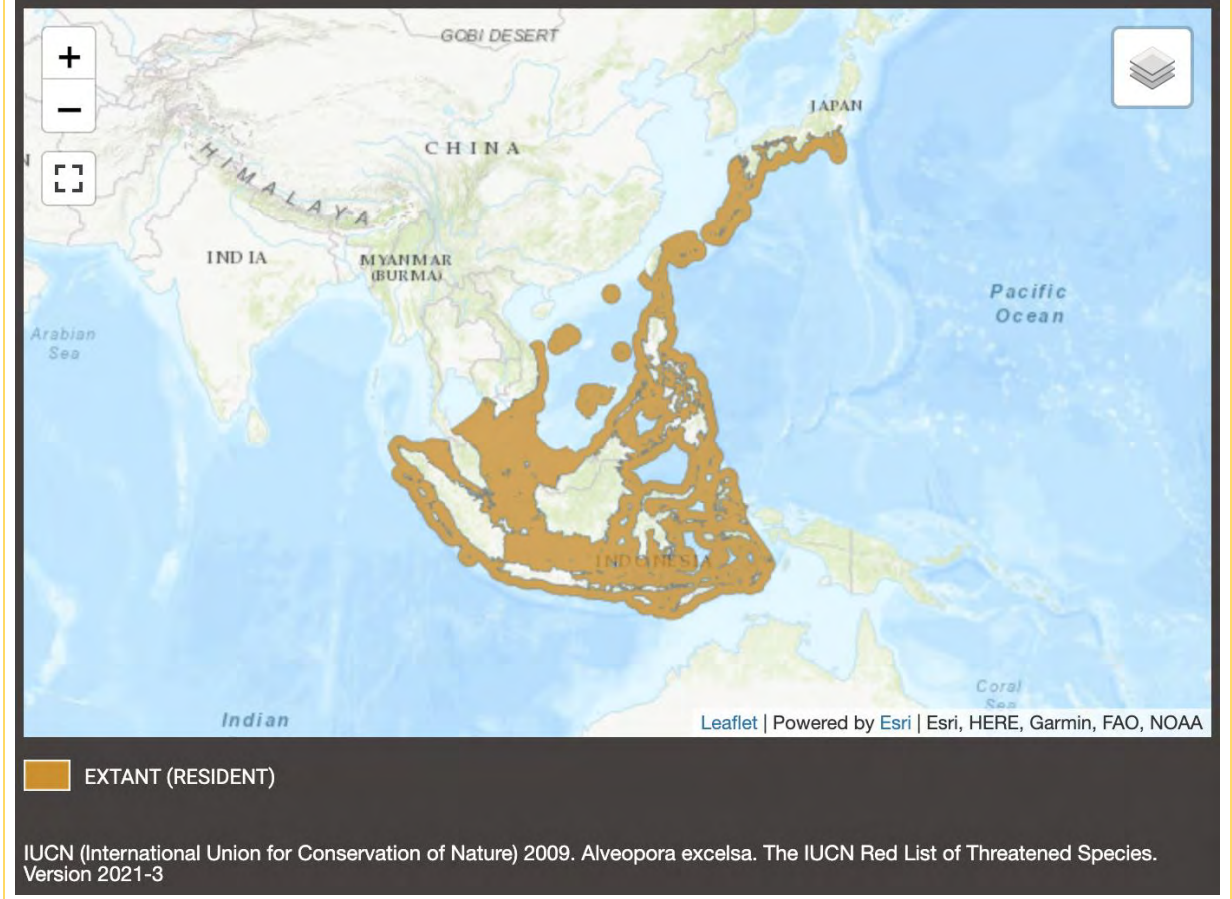 GOBI DESERT
JAPAN
CHINA
HIMALAYA
INDIA
MYANMAR
(BURMA)
Pacific
Ocean
Arabian
Sea
INDONESIA
Coral
Sea
Indian
Leaflet | Powered by Esri | Esri, HERE, Garmin, FAO, NOAA
EXTANT (RESIDENT)
IUCN (International Union for Conservation of Nature) 2009. Alveopora excelsa. The IUCN Red List of Threatened Species.
Version 2021-3